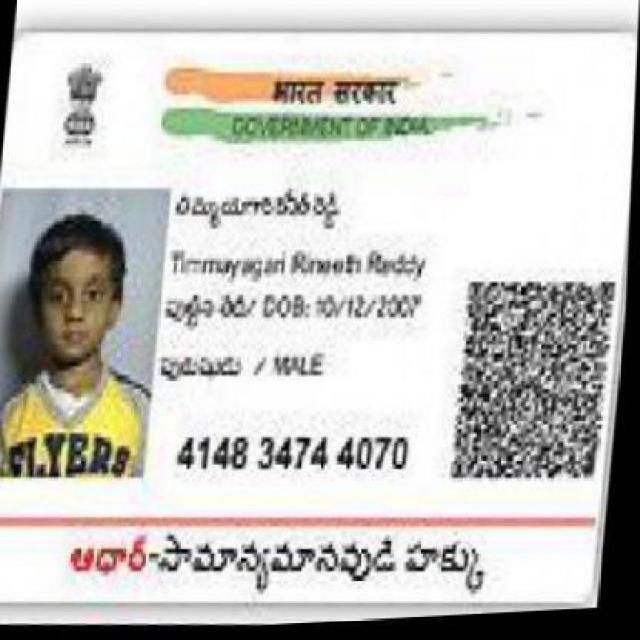 भारत सरकार
GOVERNMENT OF INDIA
Timmayagari Rineeth Reddy
పుట్టిన తేదీ/ DOB: 10/12/2007
పురుషుడు / MALE
FLYERS
4148 3474 4070
ఆధార్-సామాన్యమానవుడి హక్కు